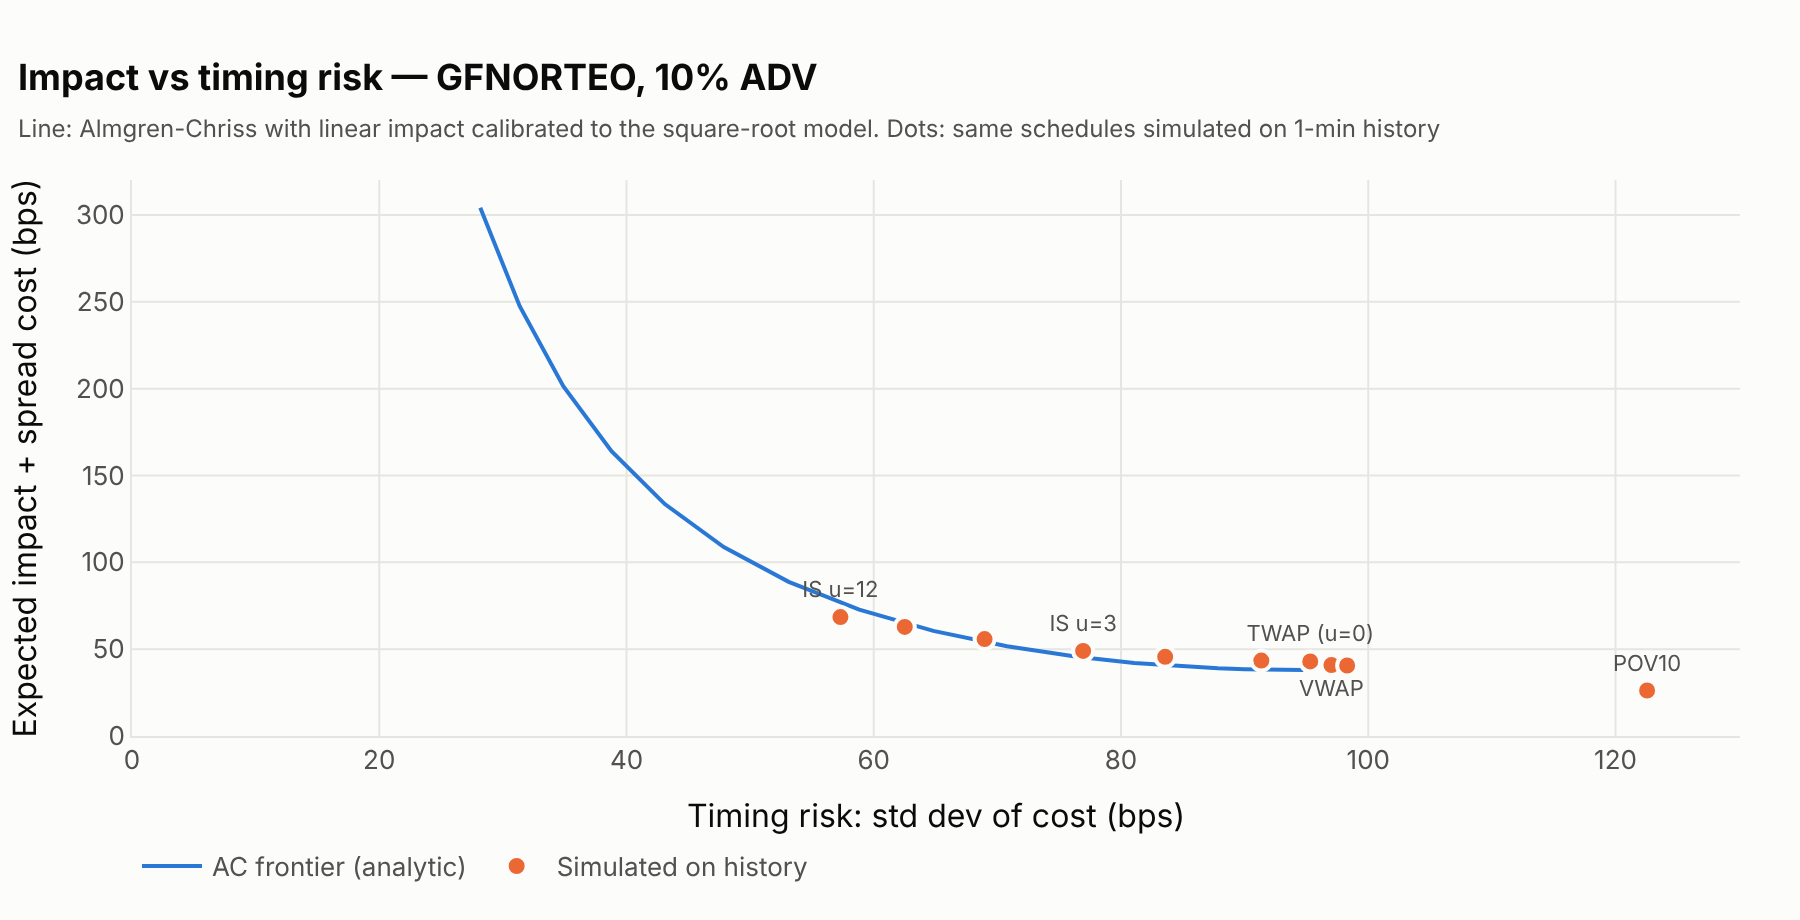 Impact vs timing risk — GFNORTEO, 10% ADV
Line: Almgren-Chriss with linear impact calibrated to the square-root model. Dots: same schedules simulated on 1-min history
Expected impact + spread cost (bps)
300
250
200
150
100
50
0
IS u=12
IS u=3
TWAP (u=0)
VWAP
POV10
0 20 40 60 80 100 120
Timing risk: std dev of cost (bps)
AC frontier (analytic) Simulated on history